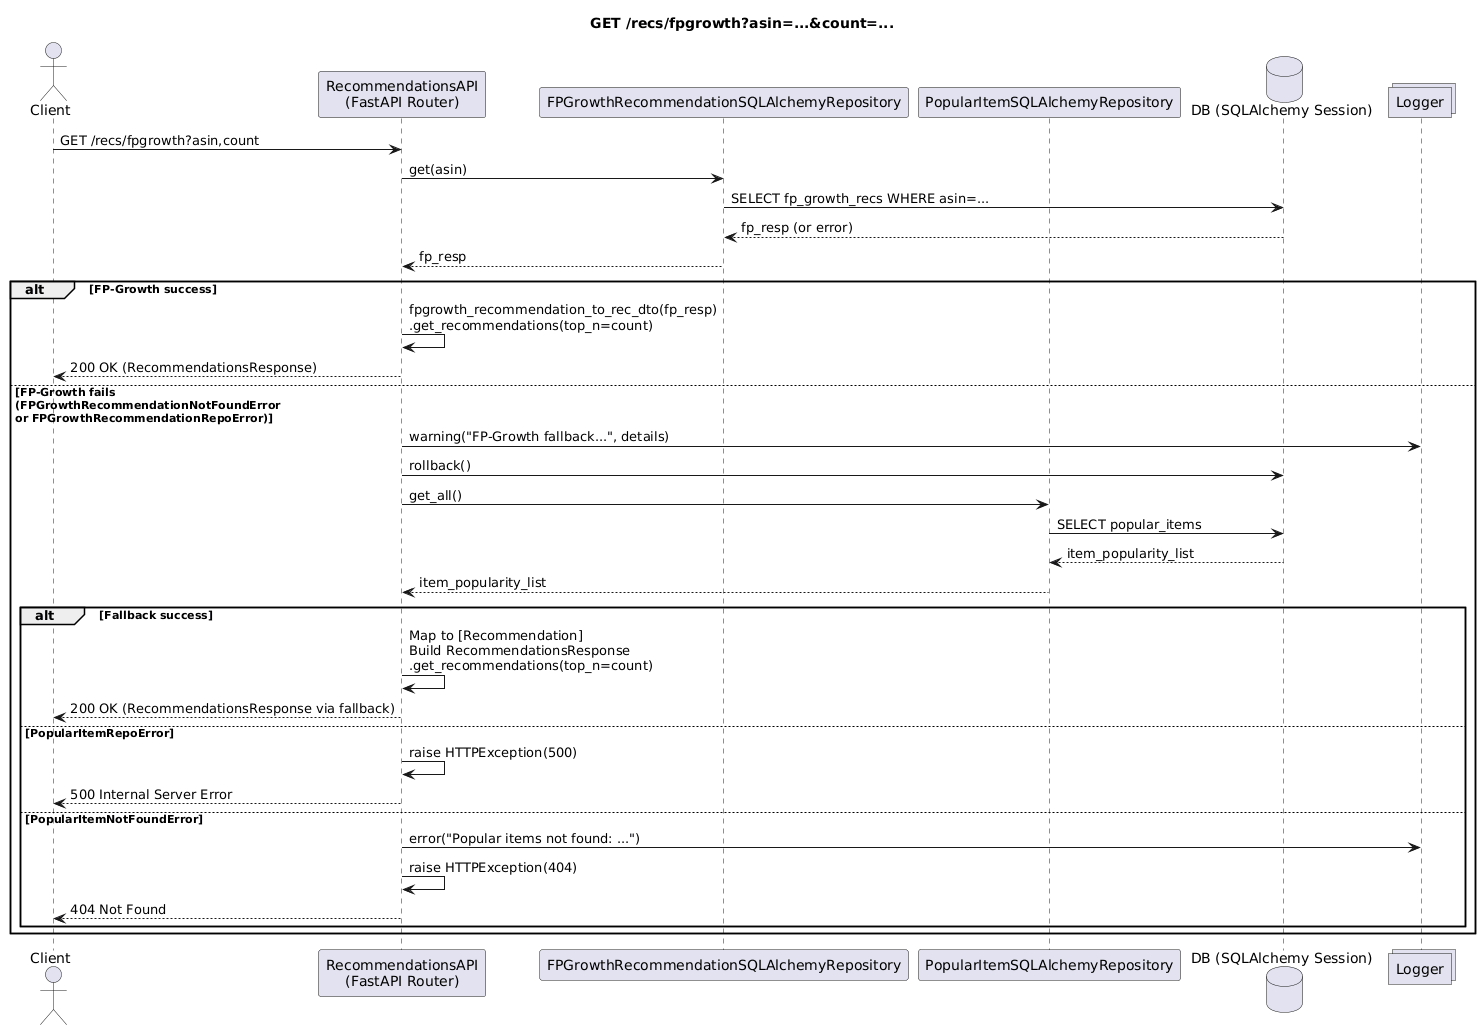 GET /recs/fpgrowth?asin=...&count=...
Client
RecommendationsAPI
(FastAPI Router)
FPGrowthRecommendationSQLAlchemyRepository
PopularItemSQLAlchemyRepository
DB (SQLAlchemy Session)
Logger
GET /recs/fpgrowth?asin,count
get(asin)
SELECT fp_growth_recs WHERE asin=...
fp_resp (or error)
fp_resp
alt [FP-Growth success]
fpgrowth_recommendation_to_rec_dto(fp_resp)
.get_recommendations(top_n=count)
200 OK (RecommendationsResponse)
[FP-Growth fails
(FPGrowthRecommendationNotFoundError
or FPGrowthRecommendationRepoError)]
warning("FP-Growth fallback...", details)
rollback()
get_all()
SELECT popular_items
item_popularity_list
item_popularity_list
alt [Fallback success]
Map to [Recommendation]
Build RecommendationsResponse
.get_recommendations(top_n=count)
200 OK (RecommendationsResponse via fallback)
[PopularItemRepoError]
raise HTTPException(500)
500 Internal Server Error
[PopularItemNotFoundError]
error("Popular items not found: ...")
raise HTTPException(404)
404 Not Found
Client
RecommendationsAPI
(FastAPI Router)
FPGrowthRecommendationSQLAlchemyRepository
PopularItemSQLAlchemyRepository
DB (SQLAlchemy Session)
Logger